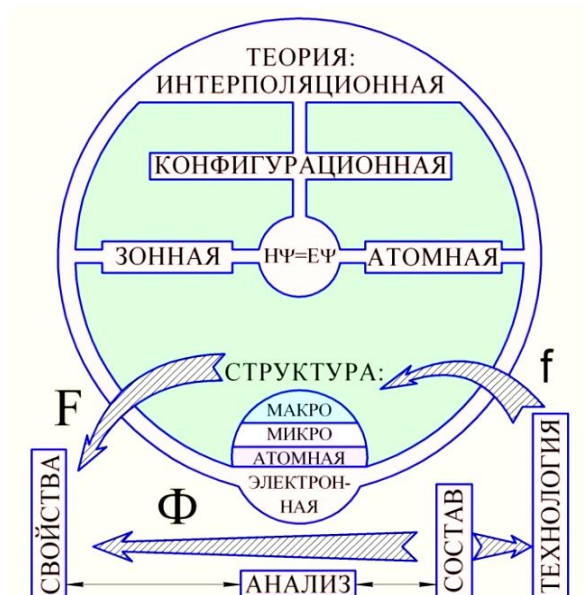 ТЕОРИЯ:
ИНТЕРПОЛЯЦИОННАЯ
КОНФИГУРАЦИОННАЯ
ЗОННАЯ
HΨ=EΨ
АТОМНАЯ
СТРУКТУРА:
f
F
МАКРО
МИКРО
АТОМНАЯ
ЭЛЕКТРОН-
НАЯ
СВОЙСТВА
Ф
СОСТАВ
ТЕХНОЛОГИЯ
АНАЛИЗ